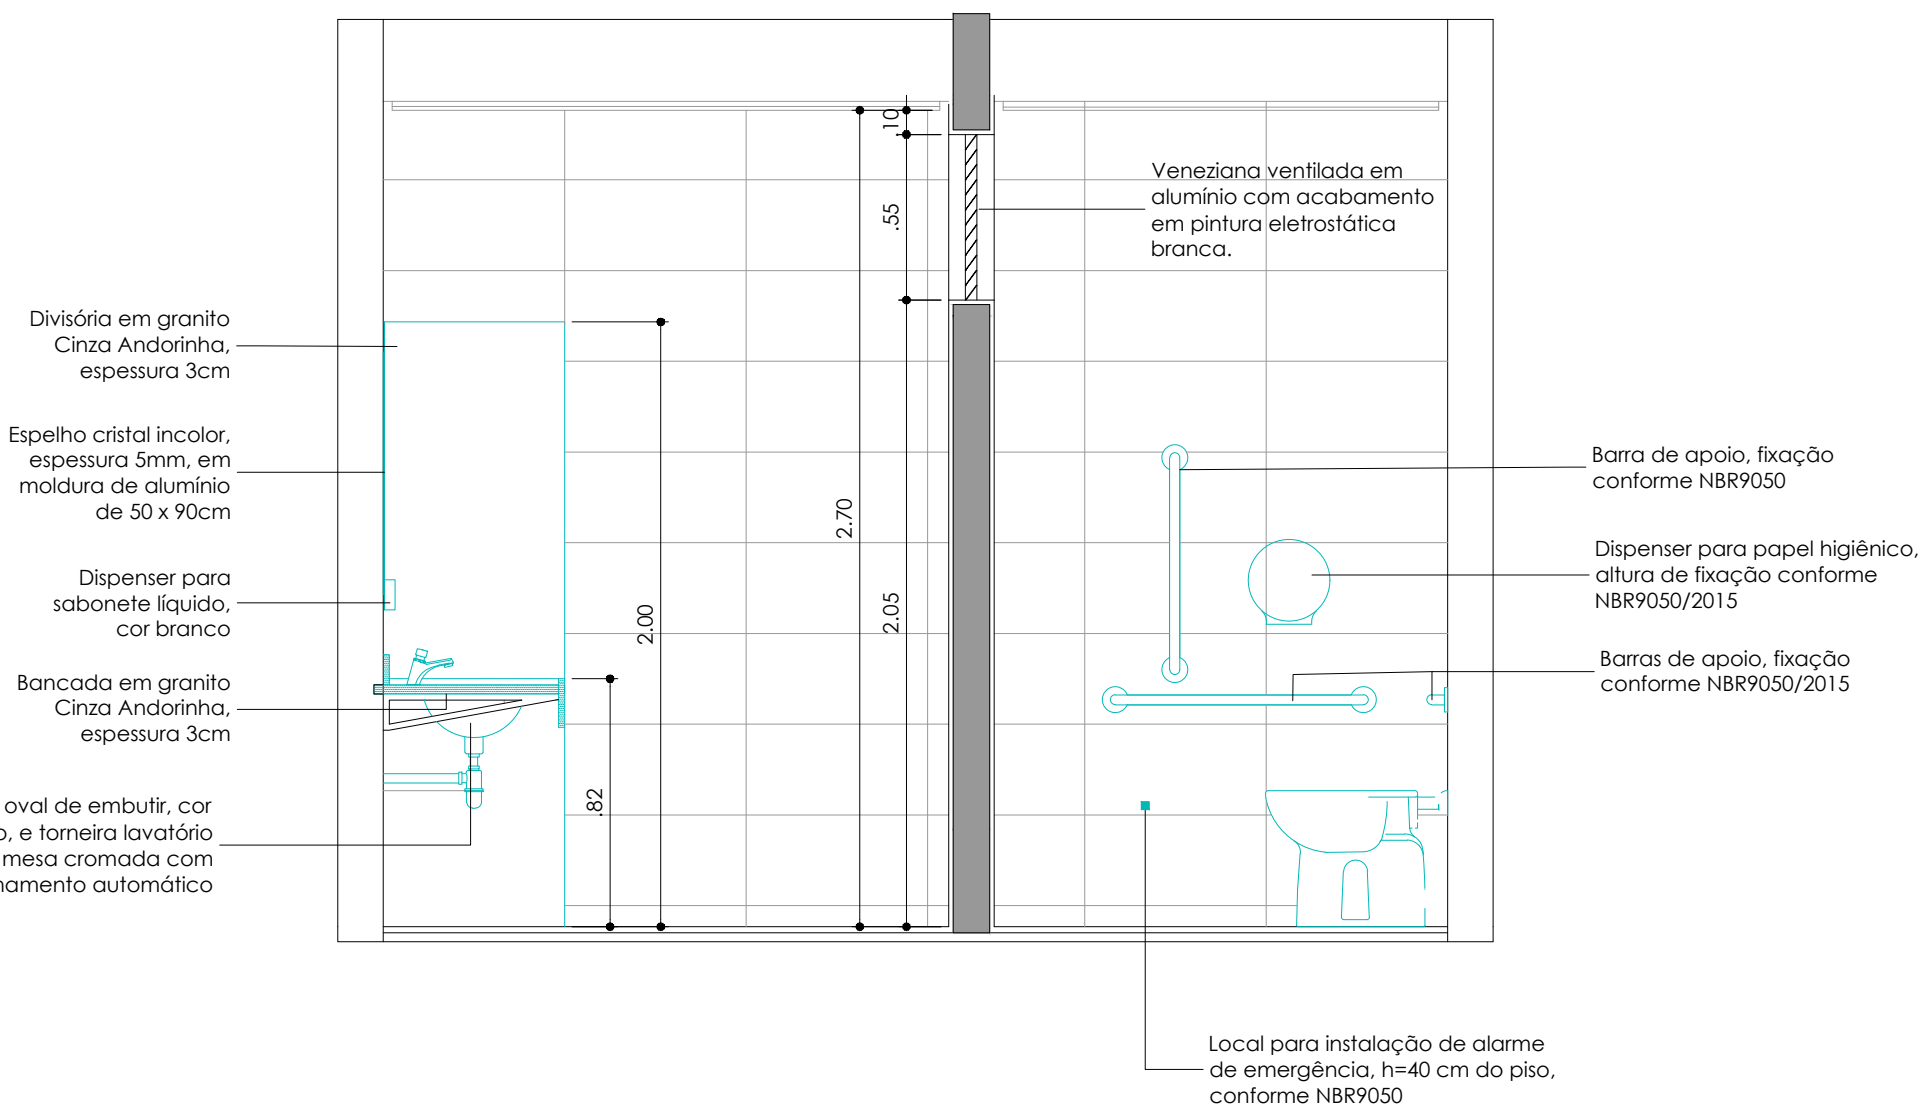 Divisória em granito
Cinza Andorinha,
espessura 3cm
Espelho cristal incolor,
espessura 5mm, em
moldura de alumínio
de 50 x 90cm
Dispenser para
sabonete líquido,
cor branco
Bancada em granito
Cinza Andorinha,
espessura 3cm
oval de embutir, cor
e torneira lavatório
mesa cromada com
automático
.82
2.00
2.70
.10
.55
2.05
Veneziana ventilada em
alumínio com acabamento
em pintura eletrostática
branca.
Barra de apoio, fixação
conforme NBR9050
Dispenser para papel higiênico,
altura de fixação conforme
NBR9050/2015
Barras de apoio, fixação
conforme NBR9050/2015
Local para instalação de alarme
de emergência, h=40 cm do piso,
conforme NBR9050